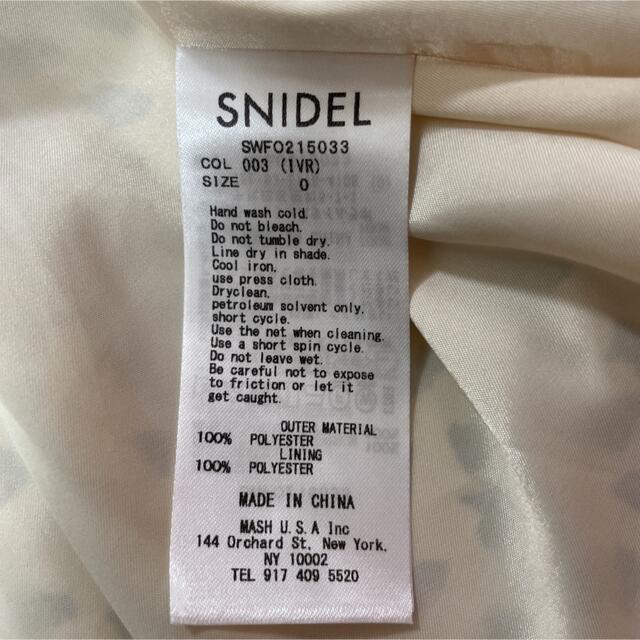 SNIDEL
SWFO215033
COL 003 (IVR)
SIZE 0
Hand wash cold.
Do not bleach.
Do not tumble dry.
Line dry in shade.
Cool iron,
use press cloth.
Dryclean,
petroleum solvent only.
short cycle.
Use the net when cleaning.
Use a short spin cycle.
Do not leave wet.
Be careful not to expose
to friction or let it
get caught.
OUTER MATERIAL
100% POLYESTER
LINING
100% POLYESTER
MADE IN CHINA
MASH U.S.A Inc
144 Orchard St, New York,
NY 10002
TEL 917 409 5520